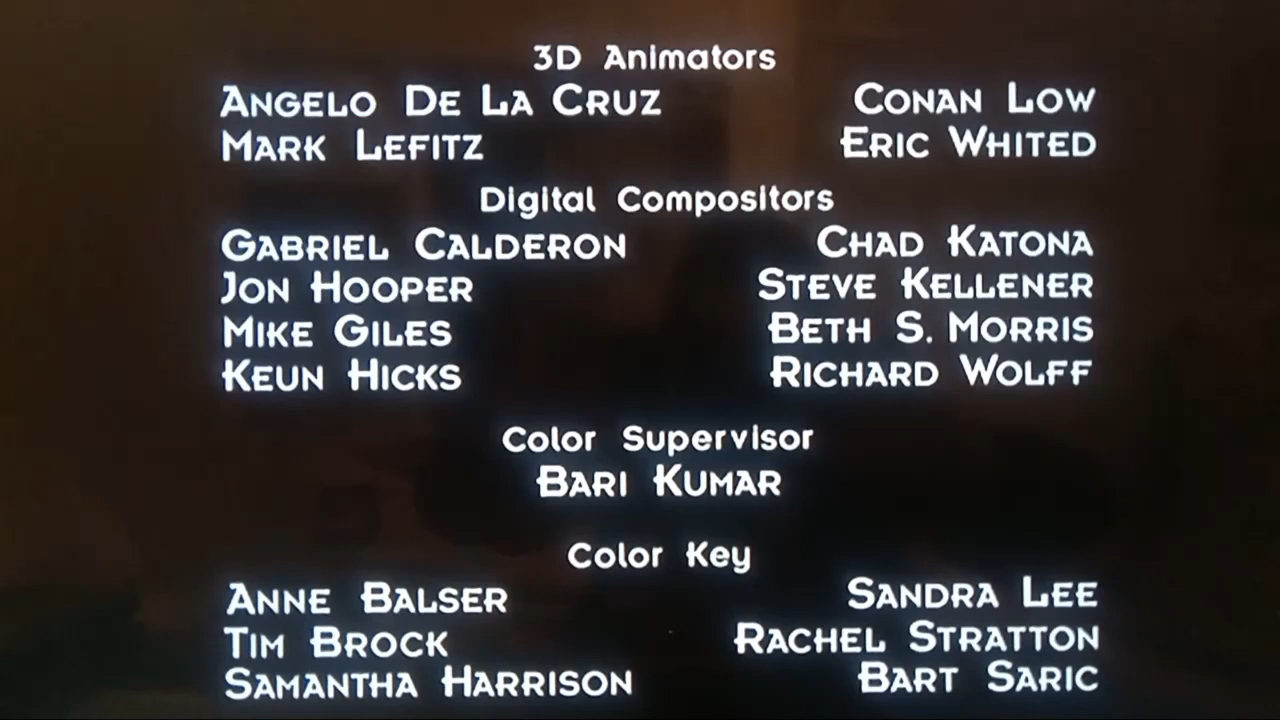 3D Animators
Angelo De La Cruz Conan Low
Mark Lefitz Eric Whited
Digital Compositors
Gabriel Calderon Chad Katona
Jon Hooper Steve Kellener
Mike Giles Beth S. Morris
Keun Hicks Richard Wolff
Color Supervisor
Bari Kumar
Color Key
Anne Balser Sandra Lee
Tim Brock Rachel Stratton
Samantha Harrison Bart Saric